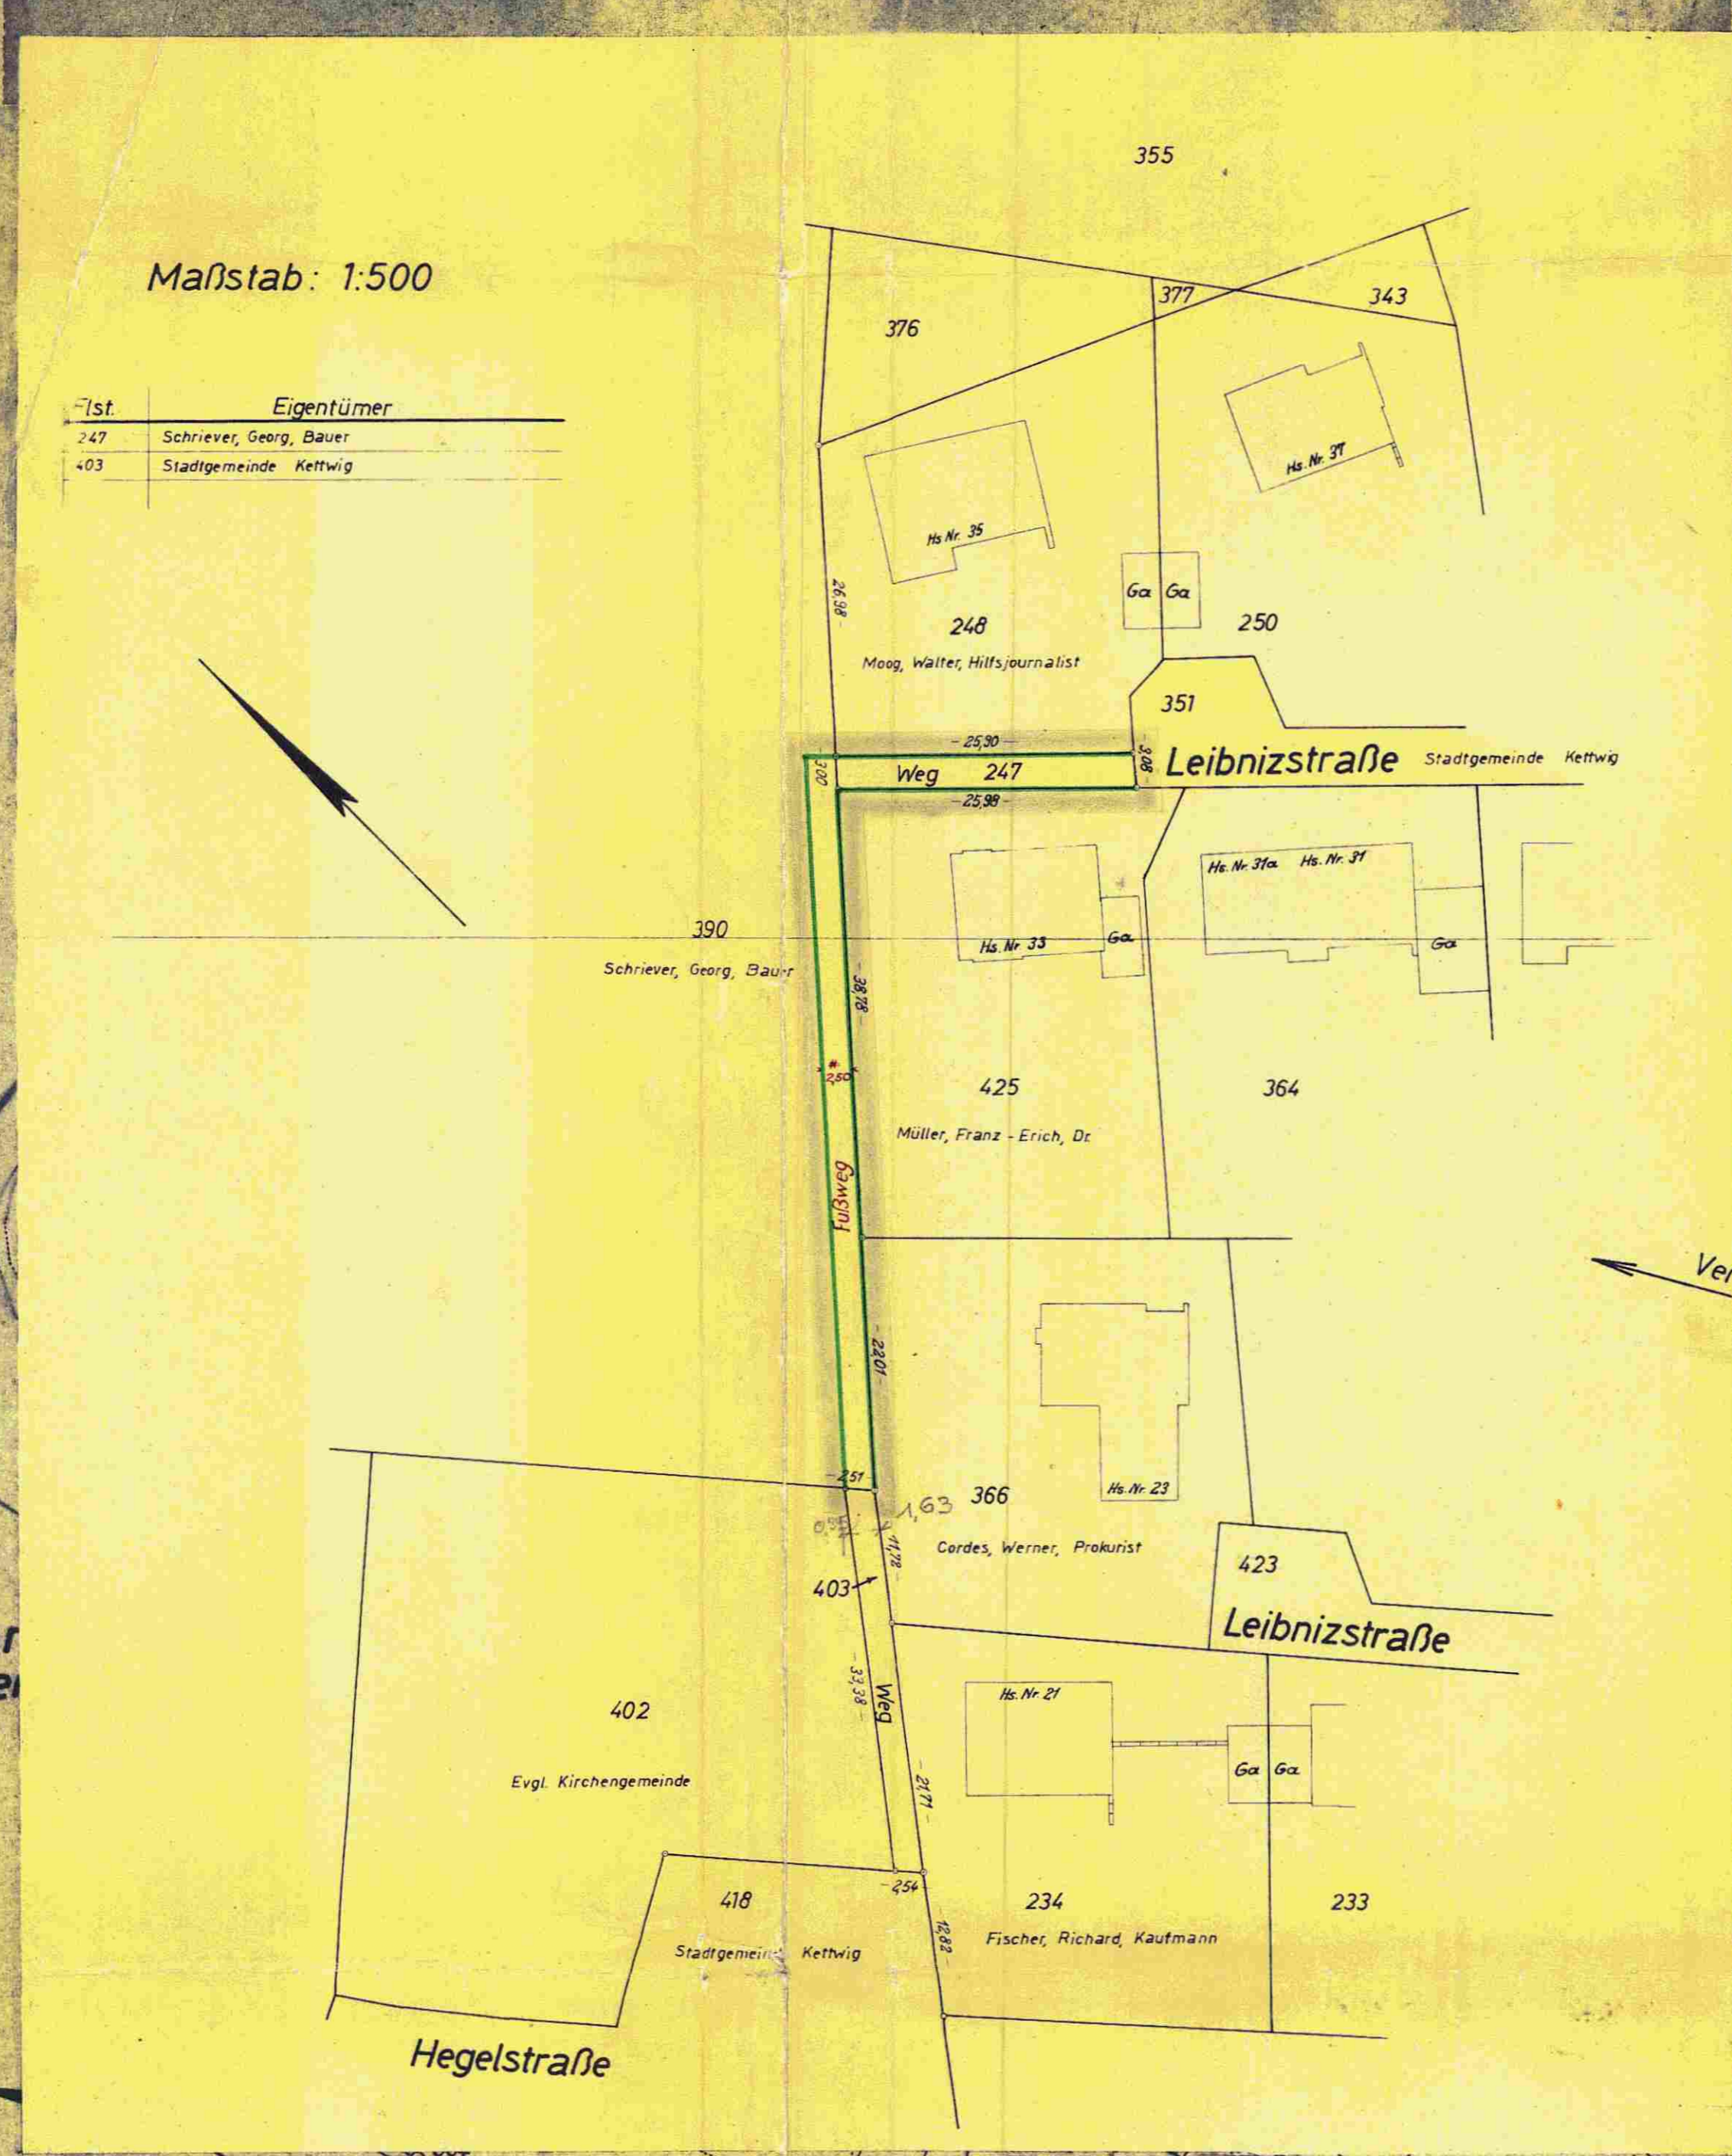 355
Maßstab: 1:500
377
343
376
Flst. Eigentümer
247 Schriever, Georg, Bauer
403 Stadtgemeinde Kettwig
Hs. Nr. 37
Hs Nr. 35
26,98
Ga Ga
248
250
Moog, Walter, Hilfsjournalist
351
25,90
3,08
3,00
Weg 247
Leibnizstraße Stadtgemeinde Kettwig
25,98
Hs. Nr. 31a Hs. Nr. 31
390
Hs. Nr. 33
Ga
Ga
Schriever, Georg, Bauer
38,78
2,50
425
364
Müller, Franz - Erich, Dr.
Fußweg
22,01
2,51
1,63
366
Hs. Nr. 23
11,72
Cordes, Werner, Prokurist
423
403
Leibnizstraße
33,38
Weg
Hs. Nr. 21
402
21,71
Ga Ga
Evgl. Kirchengemeinde
2,54
418
234
233
12,82
Stadtgemeinde Kettwig
Fischer, Richard, Kaufmann
Hegelstraße